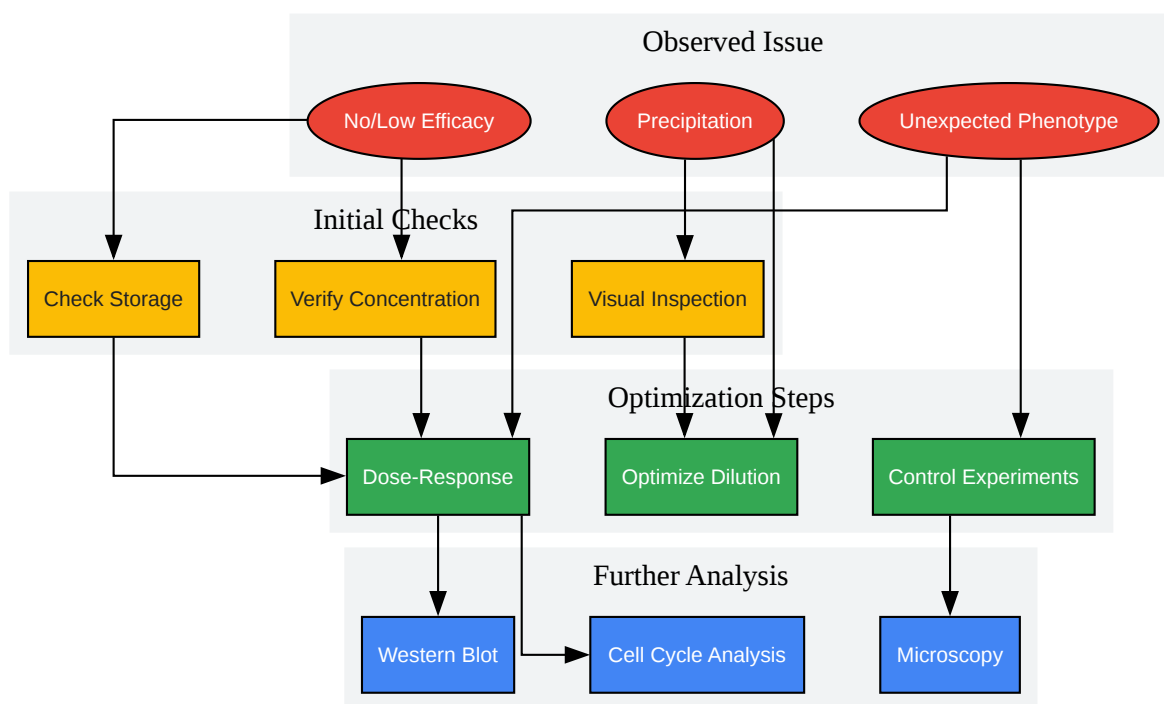 Observed Issue
No/Low Efficacy
Precipitation
Unexpected Phenotype
Initial Checks
Check Storage
Verify Concentration
Visual Inspection
Optimization Steps
Dose-Response
Optimize Dilution
Control Experiments
Further Analysis
Western Blot
Cell Cycle Analysis
Microscopy